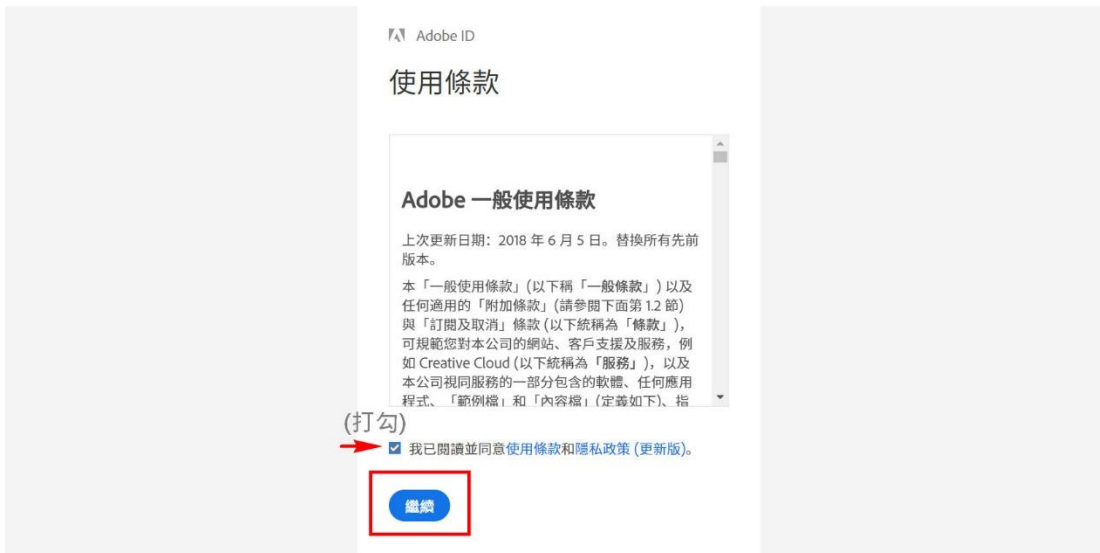 Adobe ID
使用條款
Adobe 一般使用條款
上次更新日期：2018 年 6 月 5 日。替換所有先前
版本。
本「一般使用條款」(以下稱「一般條款」) 以及
任何適用的「附加條款」(請參閱下面第 1.2 節)
與「訂閱及取消」條款 (以下統稱為「條款」)，
可規範您對本公司的網站、客戶支援及服務，例
如 Creative Cloud (以下統稱為「服務」)，以及
本公司視同服務的一部分包含的軟體、任何應用
程式、「範例檔」和「內容檔」(定義如下)、指
(打勾)
我已閱讀並同意使用條款和隱私政策 (更新版)。
繼續